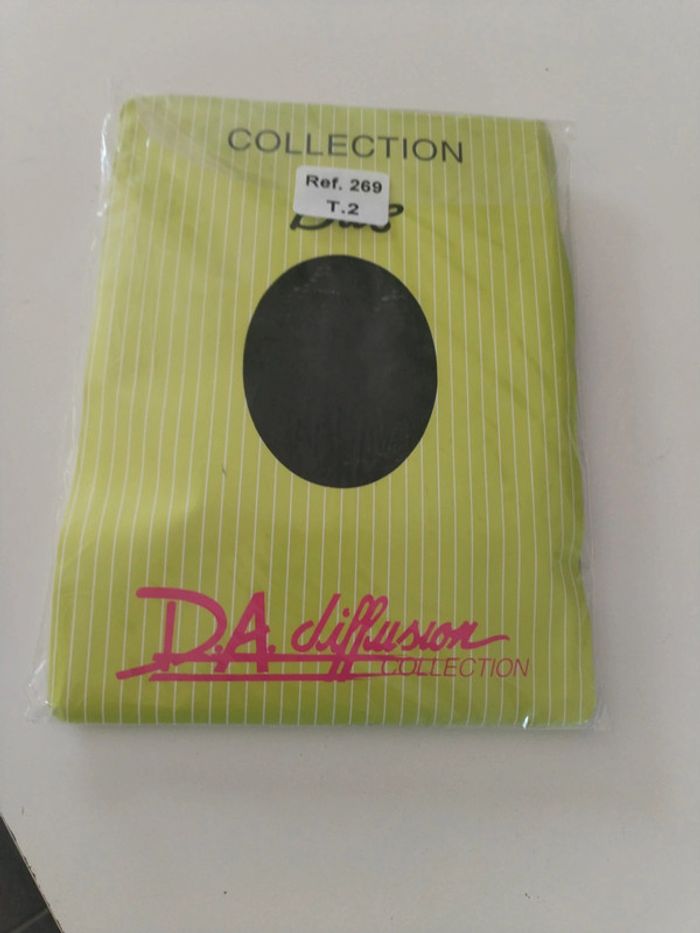 COLLECTION
Ref. 269
T.2
D.A. diffusion
COLLECTION